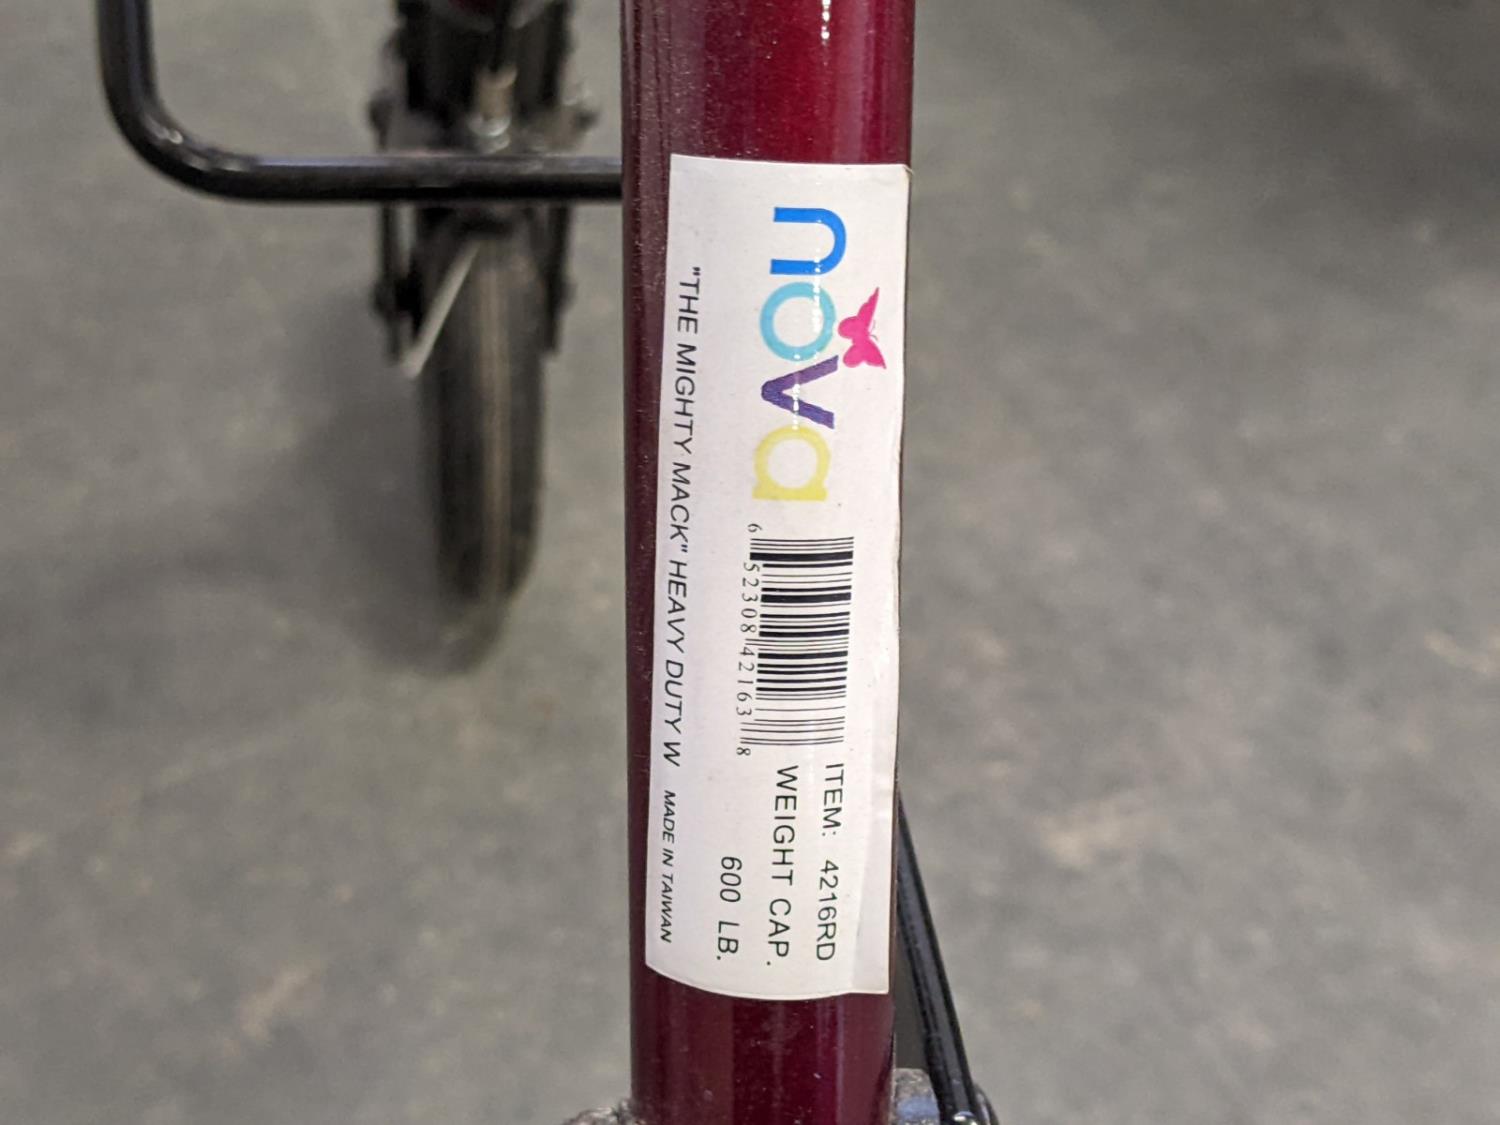 nova
6 52308 42163 8
ITEM: 4216RD
WEIGHT CAP.
600 LB.
"THE MIGHTY MACK" HEAVY DUTY W
MADE IN TAIWAN